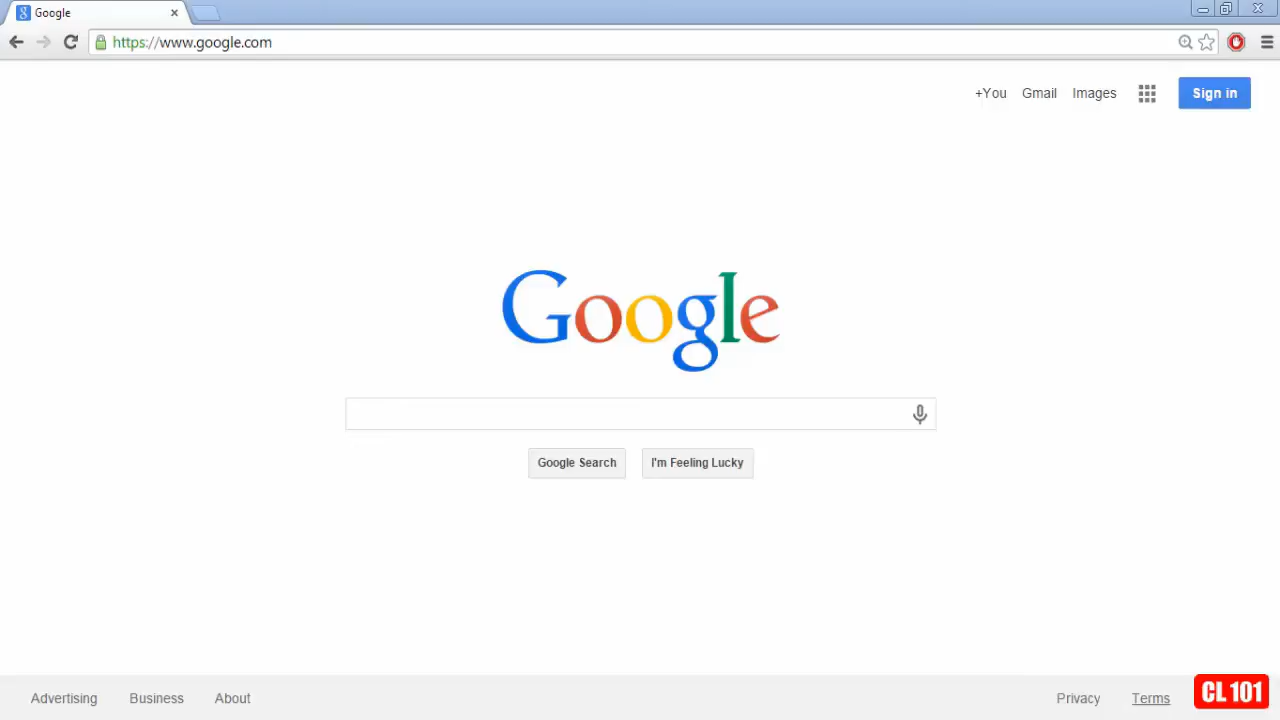 Google
https://www.google.com
+You Gmail Images Sign in
Google
Google Search I'm Feeling Lucky
Advertising Business About Privacy Terms CL 101